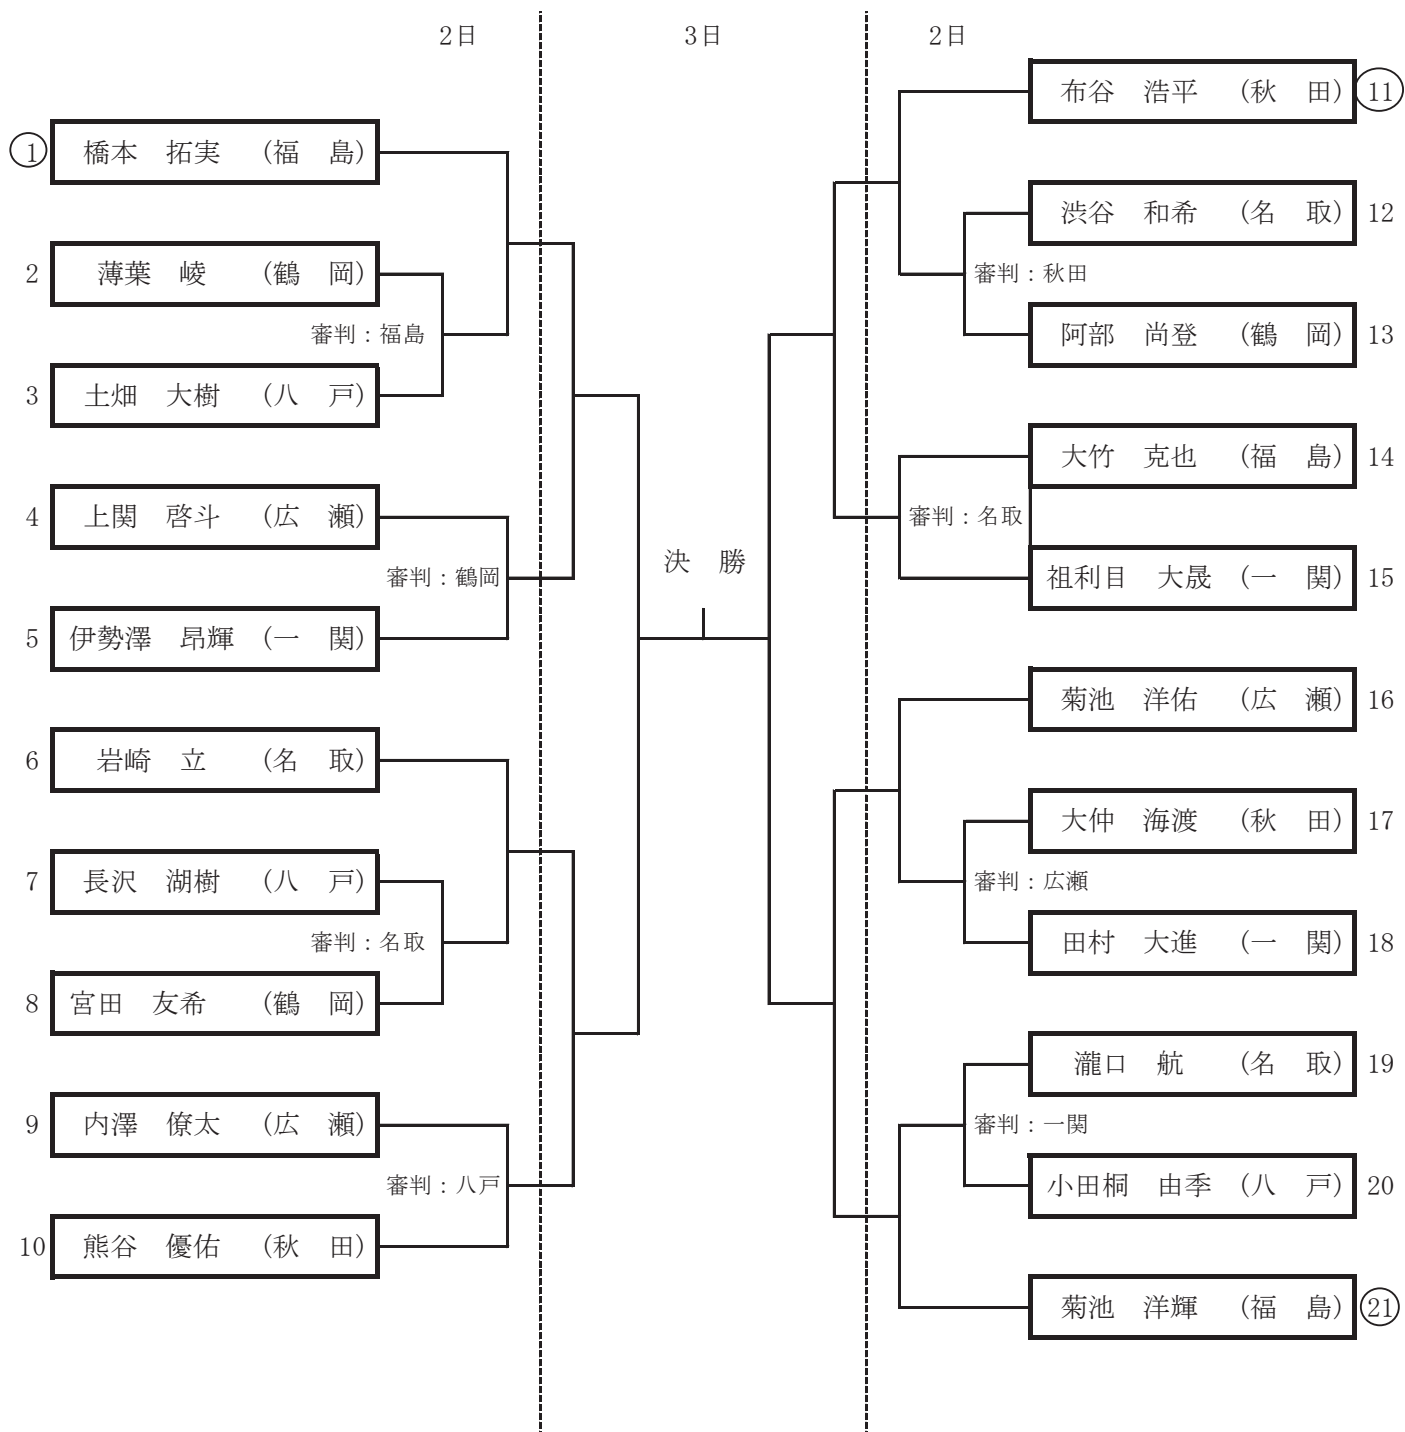 2日
3日
2日
1 橋本 拓実 (福 島)
2 薄葉 崚 (鶴 岡)
審判：福島
3 土畑 大樹 (八 戸)
4 上関 啓斗 (広 瀬)
審判：鶴岡
5 伊勢澤 昂輝 (一 関)
6 岩崎 立 (名 取)
7 長沢 湖樹 (八 戸)
審判：名取
8 宮田 友希 (鶴 岡)
9 内澤 僚太 (広 瀬)
審判：八戸
10 熊谷 優佑 (秋 田)
決 勝
布谷 浩平 (秋 田) 11
渋谷 和希 (名 取) 12
審判：秋田
阿部 尚登 (鶴 岡) 13
大竹 克也 (福 島) 14
審判：名取
祖利目 大晟 (一 関) 15
菊池 洋佑 (広 瀬) 16
大仲 海渡 (秋 田) 17
審判：広瀬
田村 大進 (一 関) 18
瀧口 航 (名 取) 19
審判：一関
小田桐 由季 (八 戸) 20
菊池 洋輝 (福 島) 21